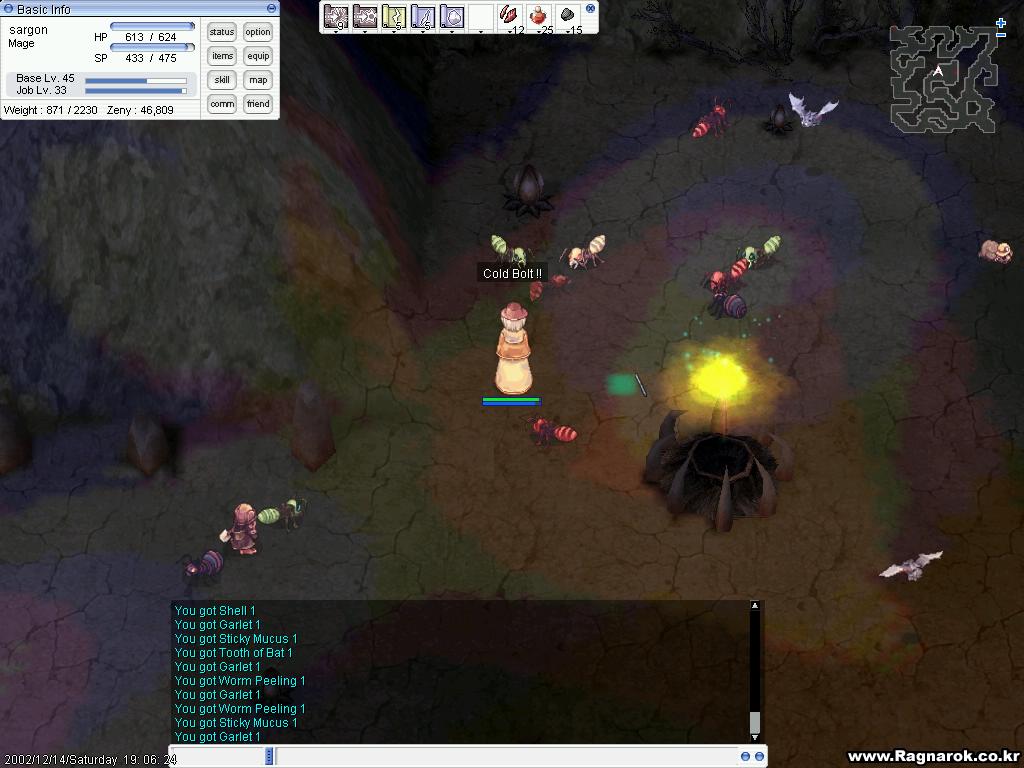 Basic Info
sargon
Mage
HP 613 / 624
SP 433 / 475
Base Lv. 45
Job Lv. 33
Weight : 871 / 2230 Zeny : 46,809
status option
items equip
skill map
comm friend
9 5 5 12 25 15
Cold Bolt !!
You got Shell 1
You got Garlet 1
You got Sticky Mucus 1
You got Tooth of Bat 1
You got Garlet 1
You got Worm Peeling 1
You got Garlet 1
You got Worm Peeling 1
You got Sticky Mucus 1
You got Garlet 1
2002/12/14/Saturday 19:06:24
www.Ragnarok.co.kr